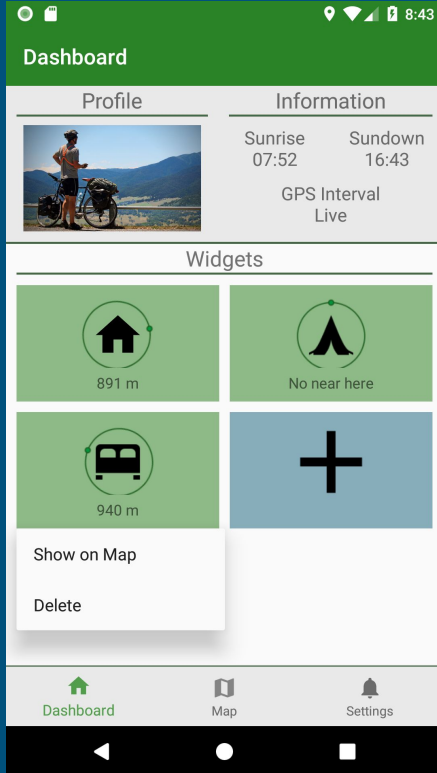 8:43
Dashboard
Profile
Information
Sunrise
07:52
Sundown
16:43
GPS Interval
Live
Widgets
891 m
No near here
940 m
Show on Map
Delete
Dashboard
Map
Settings